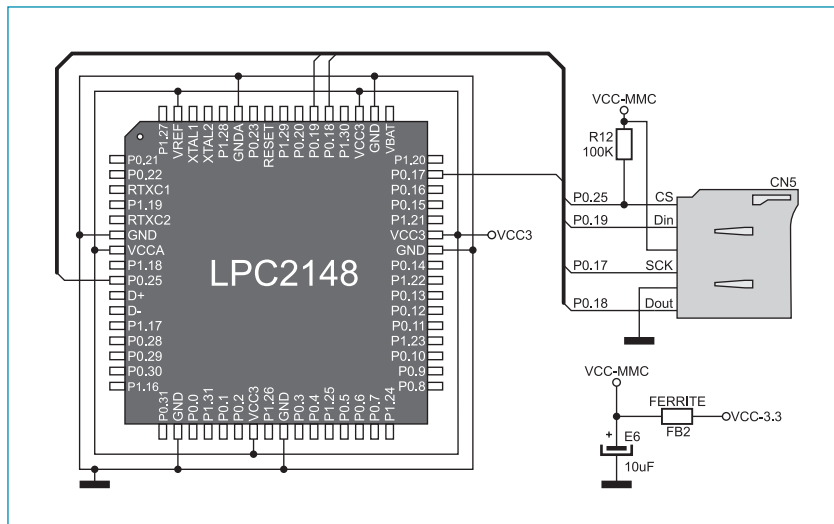 P1.27
VREF
XTAL1
XTAL2
P1.28
GNDA
P0.23
RESET
P1.29
P0.20
P0.19
P0.18
P1.30
VCC3
GND
VBAT
P0.21
P0.22
RTXC1
P1.19
RTXC2
GND
VCCA
P1.18
P0.25
D+
D-
P1.17
P0.28
P0.29
P0.30
P1.16
LPC2148
P1.20
P0.17
P0.16
P0.15
P1.21
VCC3
GND
P0.14
P1.22
P0.13
P0.12
P0.11
P1.23
P0.10
P0.9
P0.8
P0.31
GND
P0.0
P1.31
P0.1
P0.2
VCC3
P1.26
GND
P0.3
P0.4
P1.25
P0.5
P0.6
P0.7
P1.24
VCC3
VCC-MMC
R12
100K
CN5
P0.25 CS
P0.19 Din
P0.17 SCK
P0.18 Dout
VCC-MMC
FERRITE
VCC-3.3
FB2
+
E6
10uF